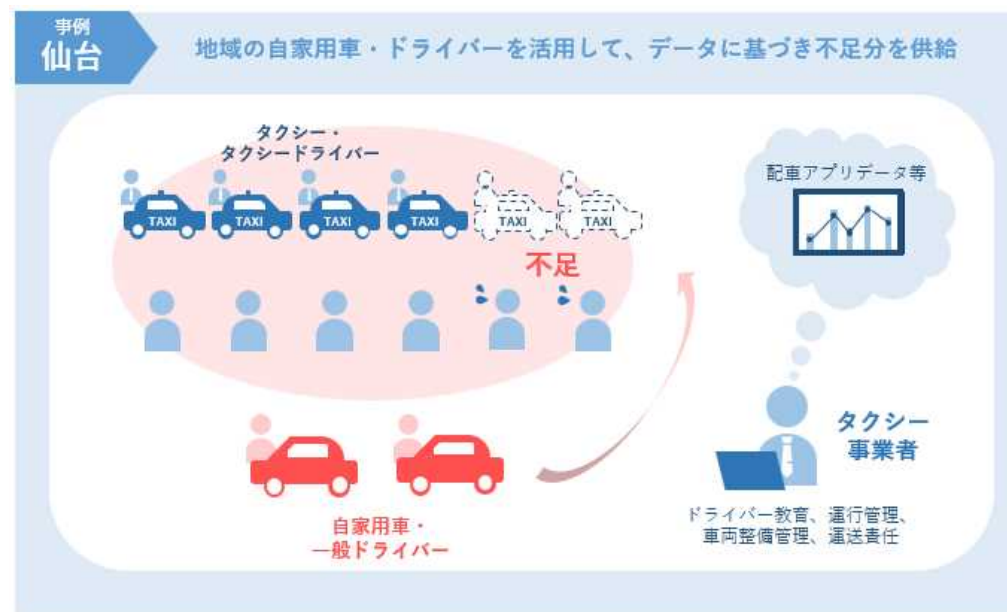 事例
仙台
地域の自家用車・ドライバーを活用して、データに基づき不足分を供給
タクシー・
タクシードライバー
TAXI
TAXI
TAXI
TAXI
TAXI
TAXI
不足
配車アプリデータ等
自家用車・
一般ドライバー
タクシー
事業者
ドライバー教育、運行管理、
車両整備管理、運送責任